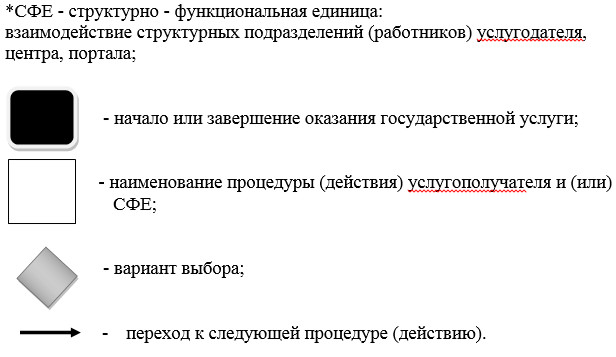 *СФЕ - структурно - функциональная единица:
взаимодействие структурных подразделений (работников) услугодателя,
центра, портала;
- начало или завершение оказания государственной услуги;
- наименование процедуры (действия) услугополучателя и (или)
СФЕ;
- вариант выбора;
- переход к следующей процедуре (действию).